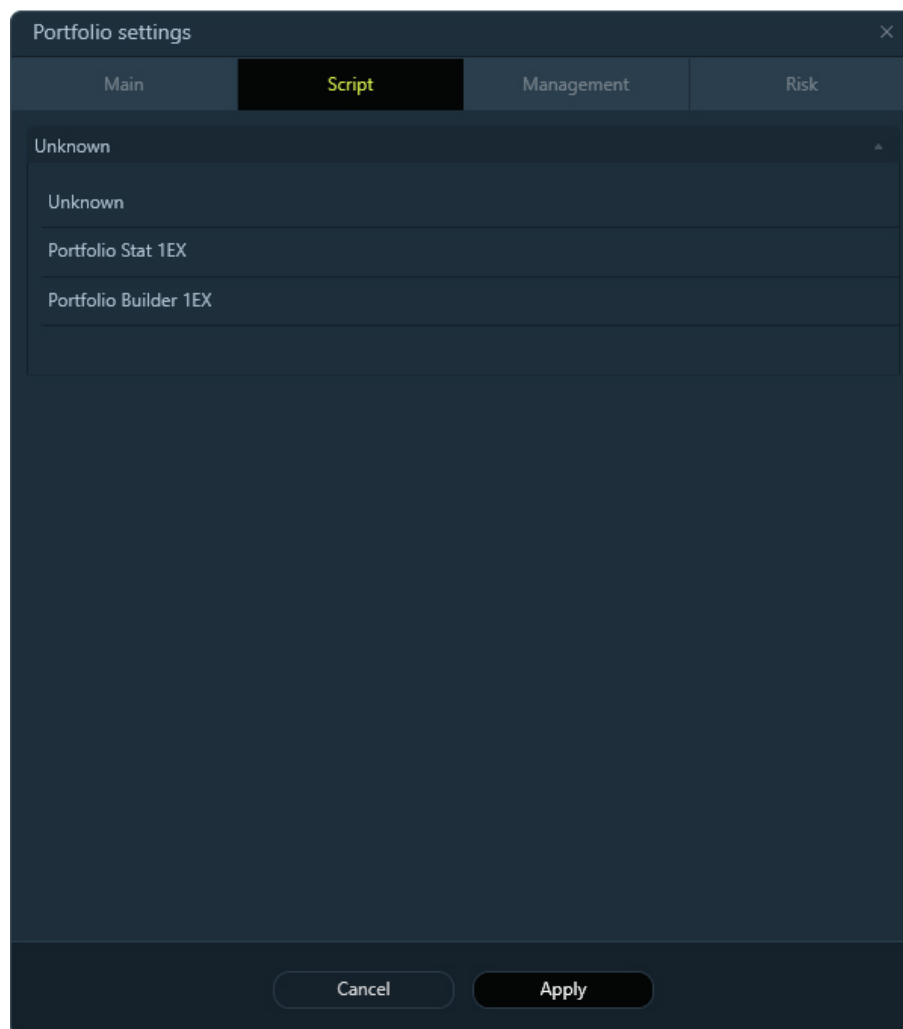 Portfolio settings
Main Script Management Risk
Unknown
Unknown
Portfolio Stat 1EX
Portfolio Builder 1EX
Cancel Apply